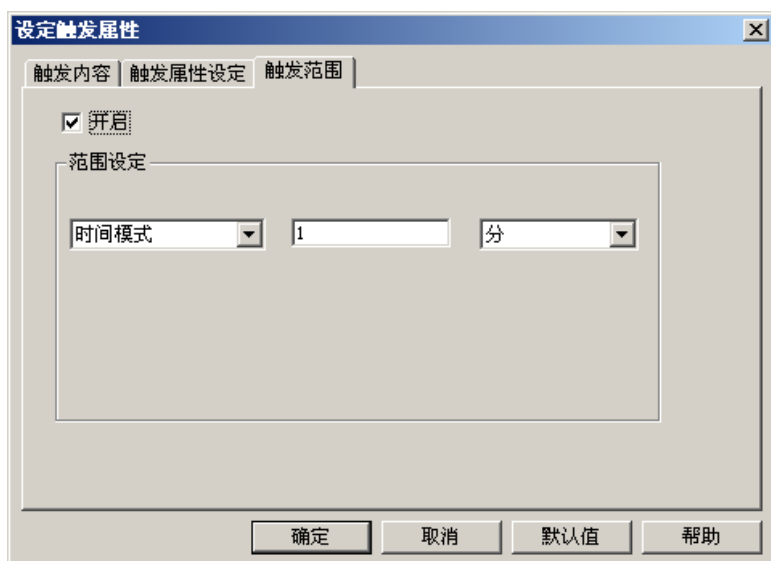 设定触发属性
触发内容 触发属性设定 触发范围
开启
范围设定
时间模式 1 分
确定 取消 默认值 帮助